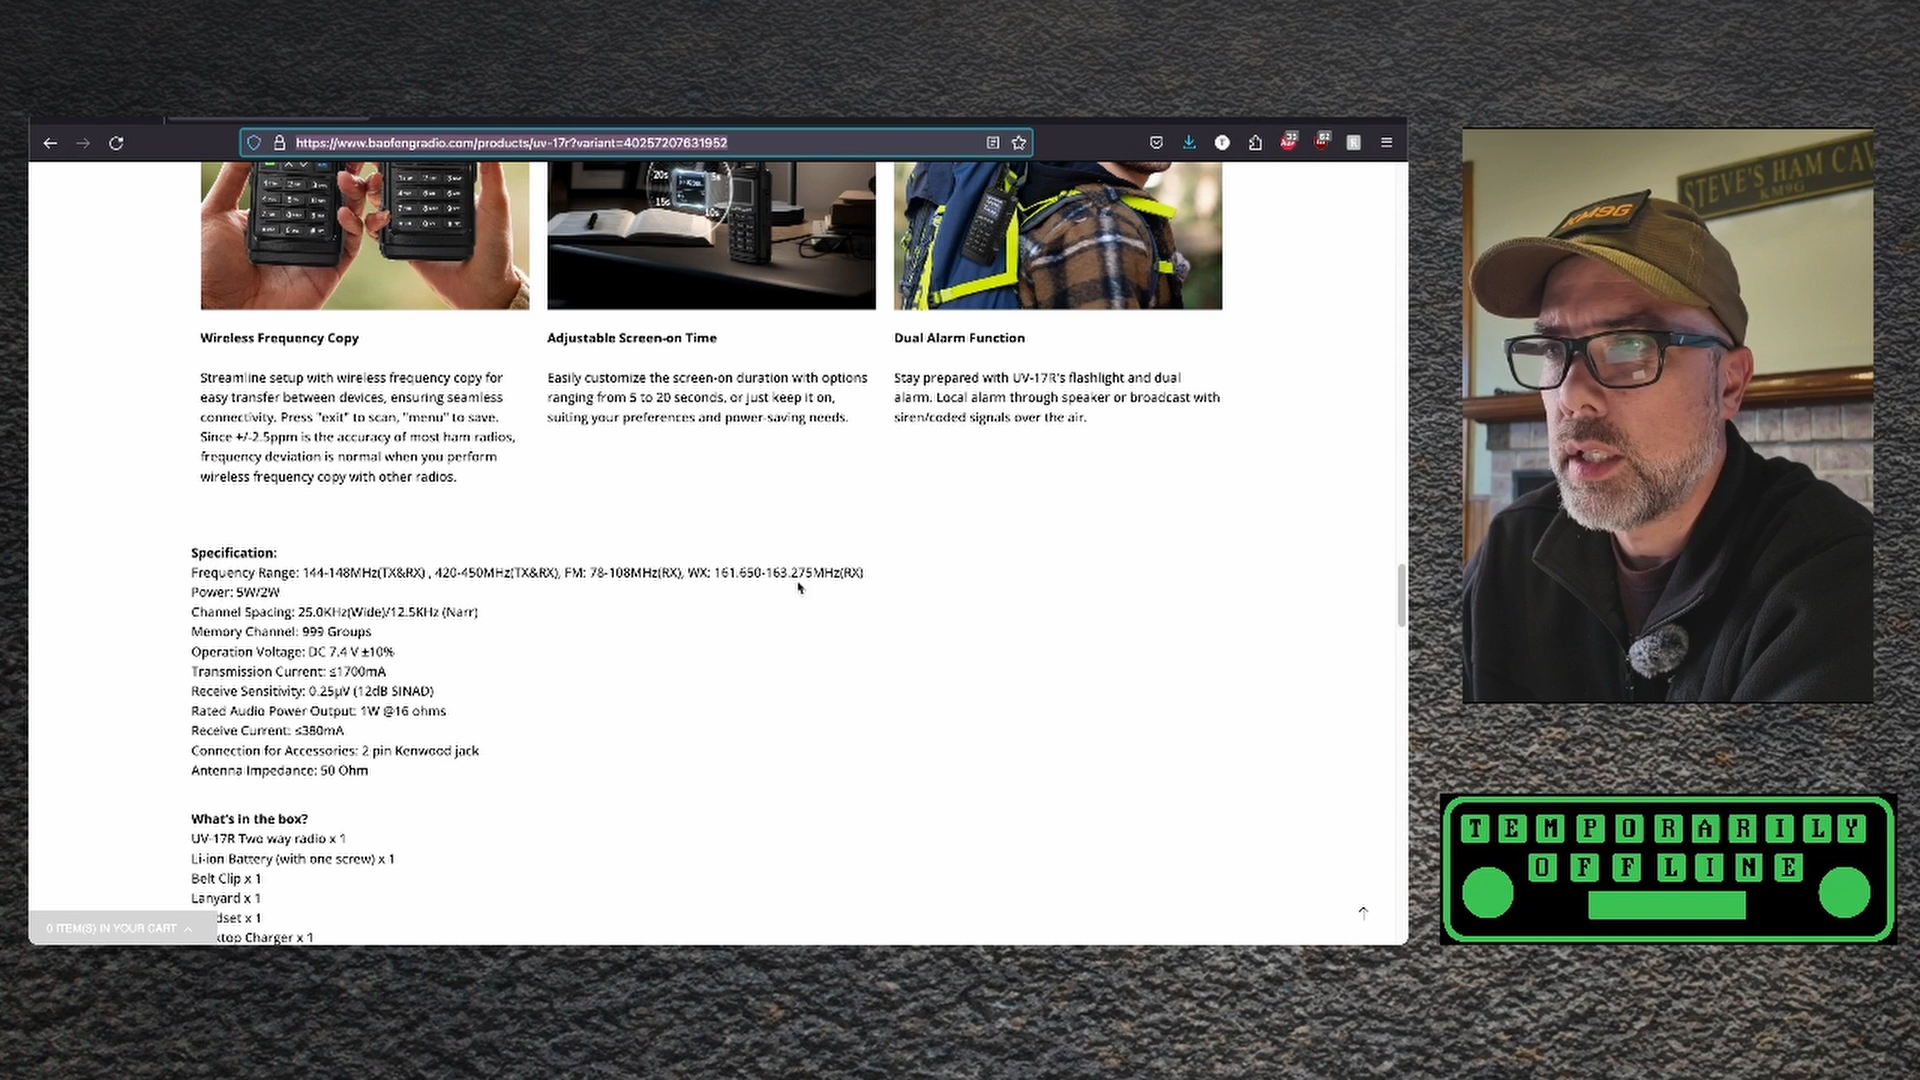 https://www.baofengradio.com/products/uv-17r?variant=40257207631952
20s
5s
15s
10s
Wireless Frequency Copy
Streamline setup with wireless frequency copy for
easy transfer between devices, ensuring seamless
connectivity. Press "exit" to scan, "menu" to save.
Since +/-2.5ppm is the accuracy of most ham radios,
frequency deviation is normal when you perform
wireless frequency copy with other radios.
Adjustable Screen-on Time
Easily customize the screen-on duration with options
ranging from 5 to 20 seconds, or just keep it on,
suiting your preferences and power-saving needs.
Dual Alarm Function
Stay prepared with UV-17R's flashlight and dual
alarm. Local alarm through speaker or broadcast with
siren/coded signals over the air.
Specification:
Frequency Range: 144-148MHz(TX&RX) , 420-450MHz(TX&RX), FM: 78-108MHz(RX), WX: 161.650-163.275MHz(RX)
Power: 5W/2W
Channel Spacing: 25.0KHz(Wide)/12.5KHz (Narr)
Memory Channel: 999 Groups
Operation Voltage: DC 7.4 V ±10%
Transmission Current: ≤1700mA
Receive Sensitivity: 0.25μV (12dB SINAD)
Rated Audio Power Output: 1W @16 ohms
Receive Current: ≤380mA
Connection for Accessories: 2 pin Kenwood jack
Antenna Impedance: 50 Ohm
What's in the box?
UV-17R Two way radio x 1
Li-ion Battery (with one screw) x 1
Belt Clip x 1
Lanyard x 1
dset x 1
ktop Charger x 1
0 ITEM(S) IN YOUR CART
STEVE'S HAM CAV
KM9G
KM9G
TEMPORARILY
OFFLINE